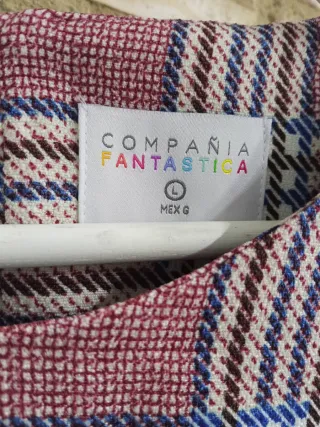 COMPAÑIA
FANTASTICA
L
MEX G